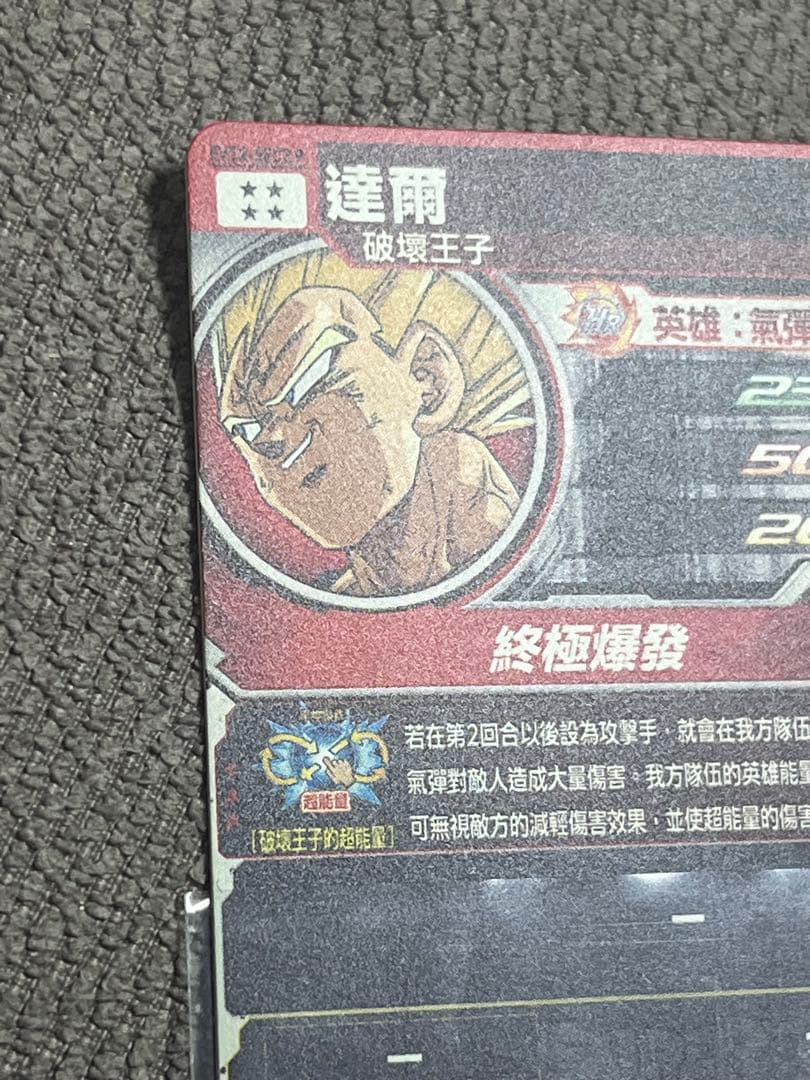 達爾
破壞王子
英雄：氣彈
終極爆發
超能量
[破壞王子的超能量]
若在第2回合以後設為攻擊手，就會在我方隊伍
氣彈對敵人造成大量傷害。我方隊伍的英雄能量
可無視敵方的減輕傷害效果，並使超能量的傷害